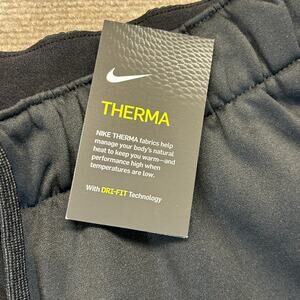 THERMA
NIKE THERMA fabrics help
manage your body's natural
heat to keep you warm—and
performance high when
temperatures are low.
With DRI-FIT Technology